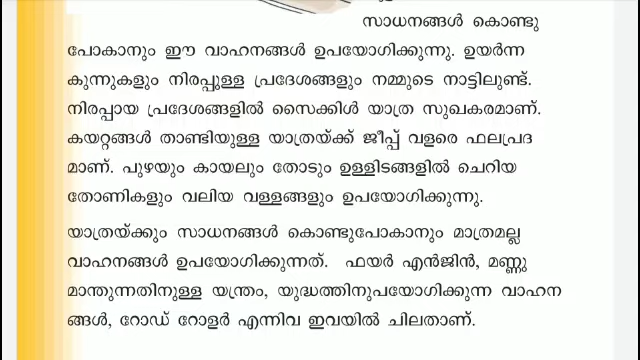 സാധനങ്ങൾ കൊണ്ടു
പോകാനും ഈ വാഹനങ്ങൾ ഉപയോഗിക്കുന്നു. ഉയർന്ന
കുന്നുകളും നിരപ്പുള്ള പ്രദേശങ്ങളും നമ്മുടെ നാട്ടിലുണ്ട്.
നിരപ്പായ പ്രദേശങ്ങളിൽ സൈക്കിൾ യാത്ര സുഖകരമാണ്.
കയറ്റങ്ങൾ താണ്ടിയുള്ള യാത്രയ്ക്ക് ജീപ്പ് വളരെ ഫലപ്രദ
മാണ്. പുഴയും കായലും തോടും ഉള്ളിടങ്ങളിൽ ചെറിയ
തോണികളും വലിയ വള്ളങ്ങളും ഉപയോഗിക്കുന്നു.
യാത്രയ്ക്കും സാധനങ്ങൾ കൊണ്ടുപോകാനും മാത്രമല്ല
വാഹനങ്ങൾ ഉപയോഗിക്കുന്നത്. ഫയർ എൻജിൻ, മണ്ണു
മാന്തുന്നതിനുള്ള യന്ത്രം, യുദ്ധത്തിനുപയോഗിക്കുന്ന വാഹന
ങ്ങൾ, റോഡ് റോളർ എന്നിവ ഇവയിൽ ചിലതാണ്.